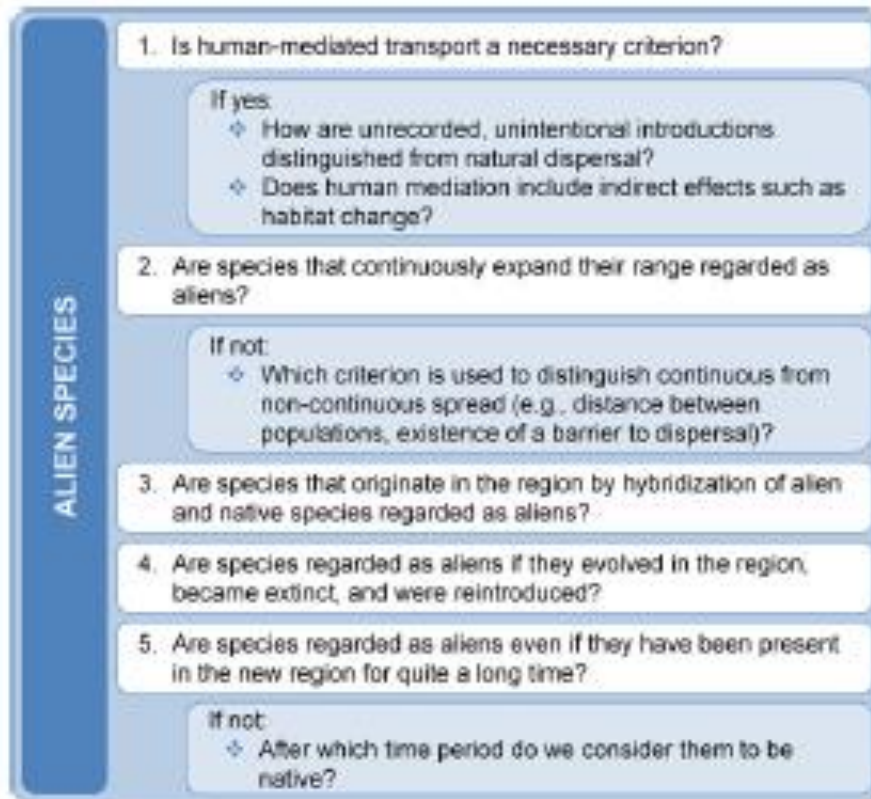 ALIEN SPECIES
1. Is human-mediated transport a necessary criterion?
If yes:
❖ How are unrecorded, unintentional introductions
distinguished from natural dispersal?
❖ Does human mediation include indirect effects such as
habitat change?
2. Are species that continuously expand their range regarded as
aliens?
If not:
❖ Which criterion is used to distinguish continuous from
non-continuous spread (e.g., distance between
populations, existence of a barrier to dispersal)?
3. Are species that originate in the region by hybridization of alien
and native species regarded as aliens?
4. Are species regarded as aliens if they evolved in the region,
became extinct, and were reintroduced?
5. Are species regarded as aliens even if they have been present
in the new region for quite a long time?
If not:
❖ After which time period do we consider them to be
native?